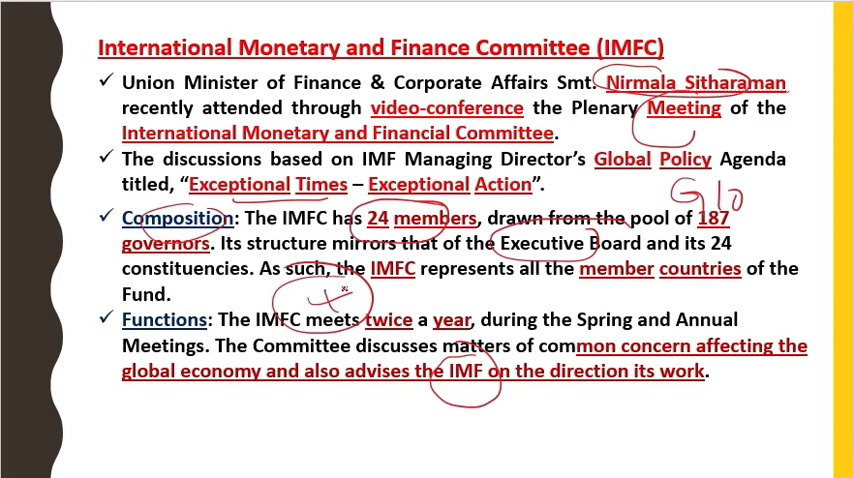 International Monetary and Finance Committee (IMFC)
✓ Union Minister of Finance & Corporate Affairs Smt. Nirmala Sitharaman
recently attended through video-conference the Plenary Meeting of the
International Monetary and Financial Committee.
✓ The discussions based on IMF Managing Director's Global Policy Agenda
titled, "Exceptional Times – Exceptional Action".
✓ Composition: The IMFC has 24 members, drawn from the pool of 187
governors. Its structure mirrors that of the Executive Board and its 24
constituencies. As such, the IMFC represents all the member countries of the
Fund.
✓ Functions: The IMFC meets twice a year, during the Spring and Annual
Meetings. The Committee discusses matters of common concern affecting the
global economy and also advises the IMF on the direction its work.